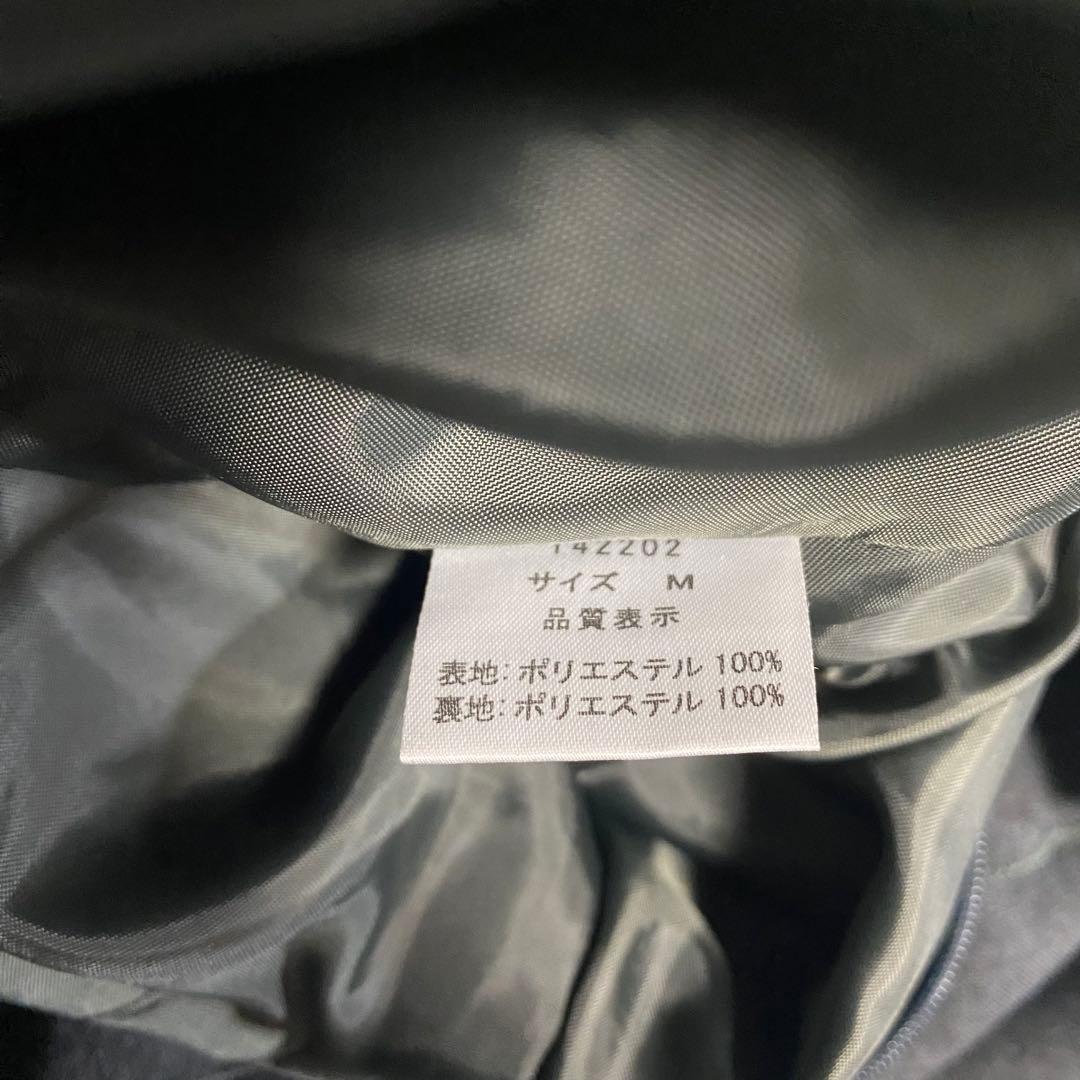 142202
サイズ M
品質表示
表地:ポリエステル 100%
裏地:ポリエステル 100%